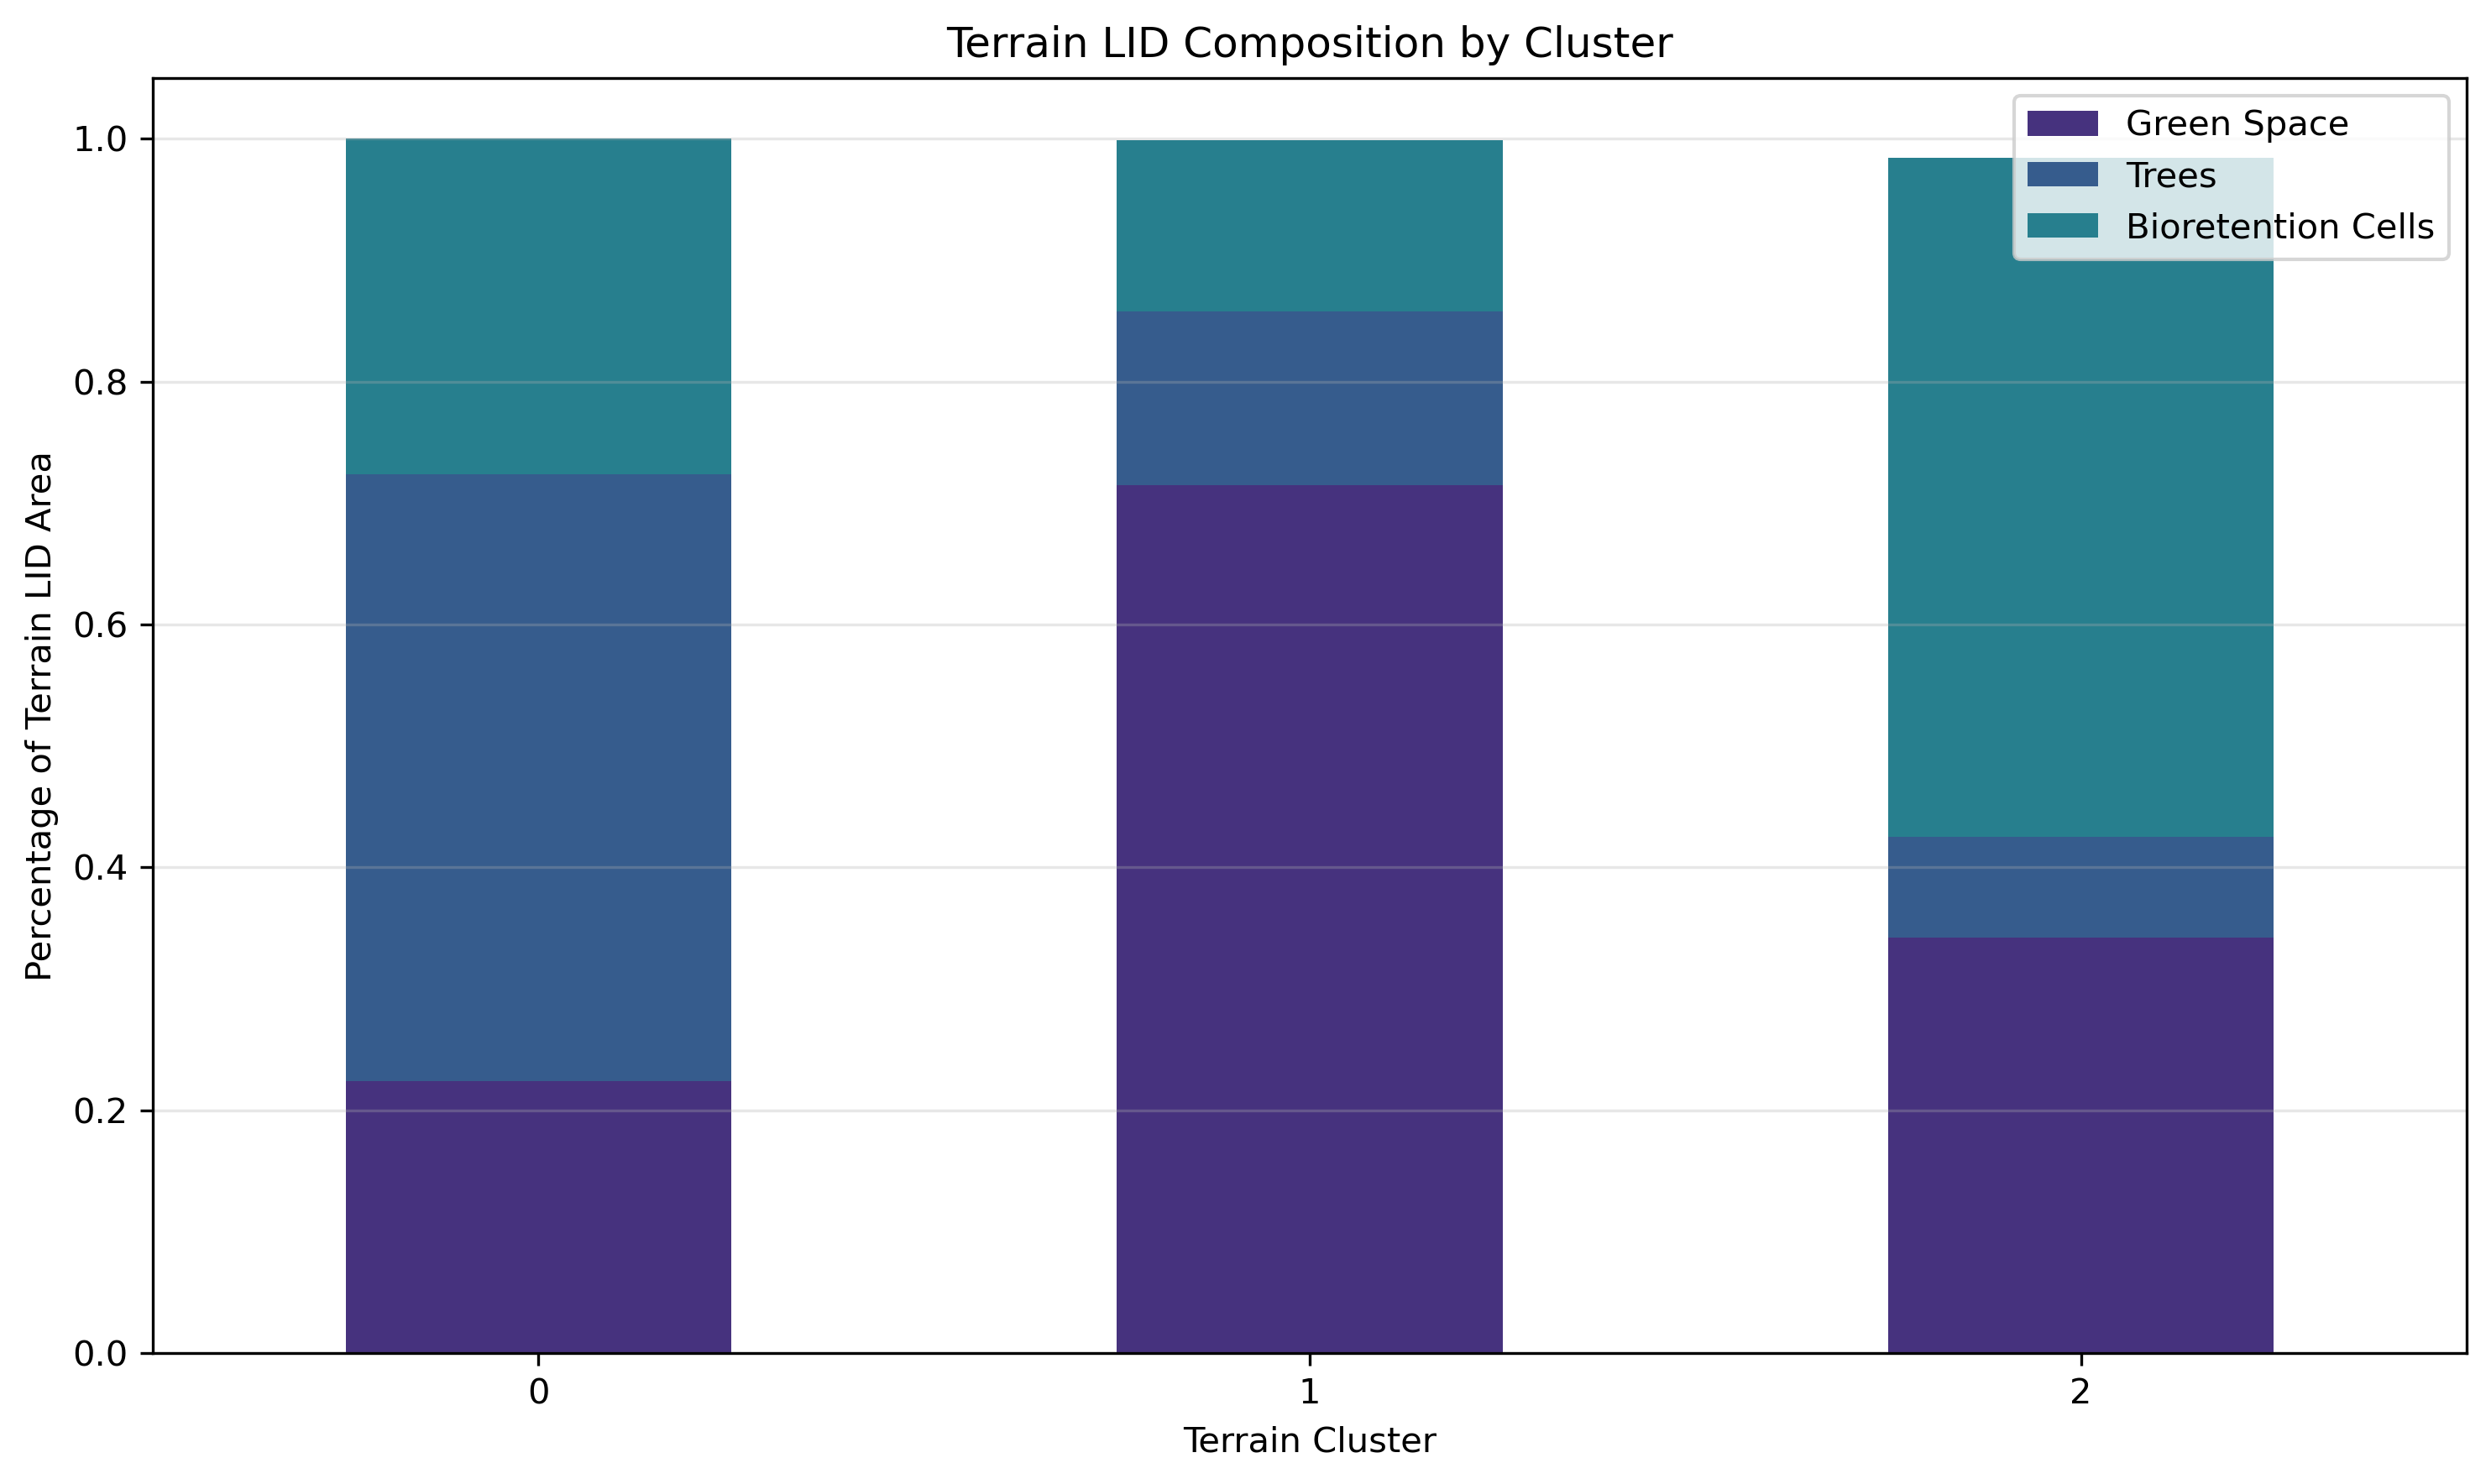 Terrain LID Composition by Cluster
Green Space
Trees
Bioretention Cells
Percentage of Terrain LID Area
1.0
0.8
0.6
0.4
0.2
0.0
0
1
2
Terrain Cluster